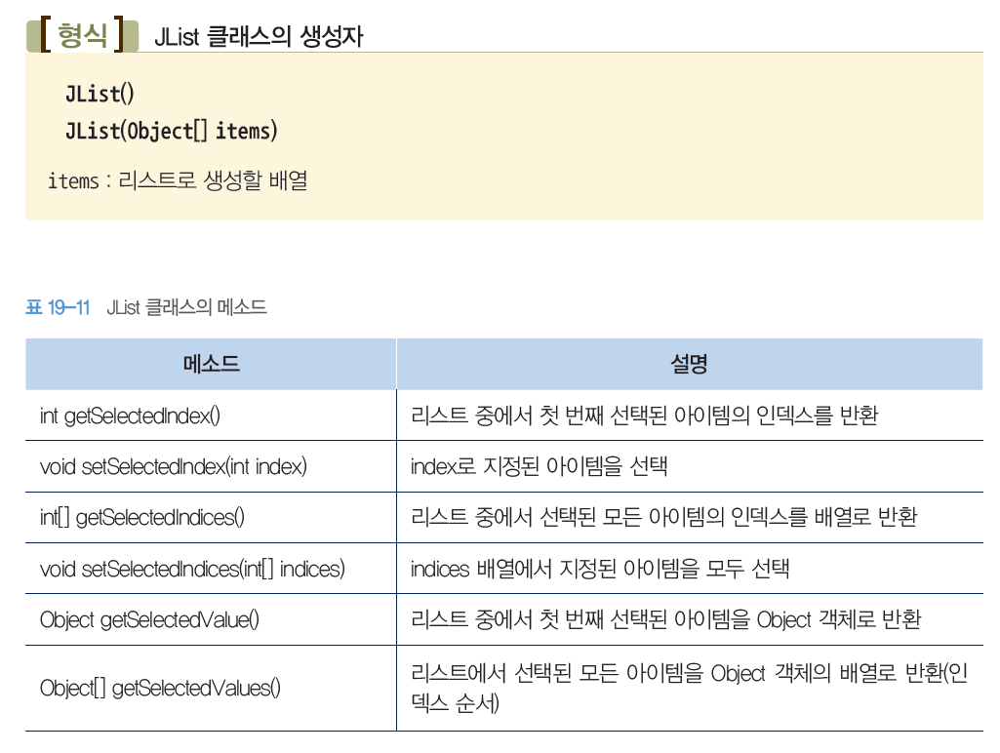 [형식] JList 클래스의 생성자
JList()
JList(Object[] items)
items : 리스트로 생성할 배열
표 19-11 JList 클래스의 메소드
메소드 설명
int getSelectedIndex() 리스트 중에서 첫 번째 선택된 아이템의 인덱스를 반환
void setSelectedIndex(int index) index로 지정된 아이템을 선택
int[] getSelectedIndices() 리스트 중에서 선택된 모든 아이템의 인덱스를 배열로 반환
void setSelectedIndices(int[] indices) indices 배열에서 지정된 아이템을 모두 선택
Object getSelectedValue() 리스트 중에서 첫 번째 선택된 아이템을 Object 객체로 반환
Object[] getSelectedValues() 리스트에서 선택된 모든 아이템을 Object 객체의 배열로 반환(인
덱스 순서)